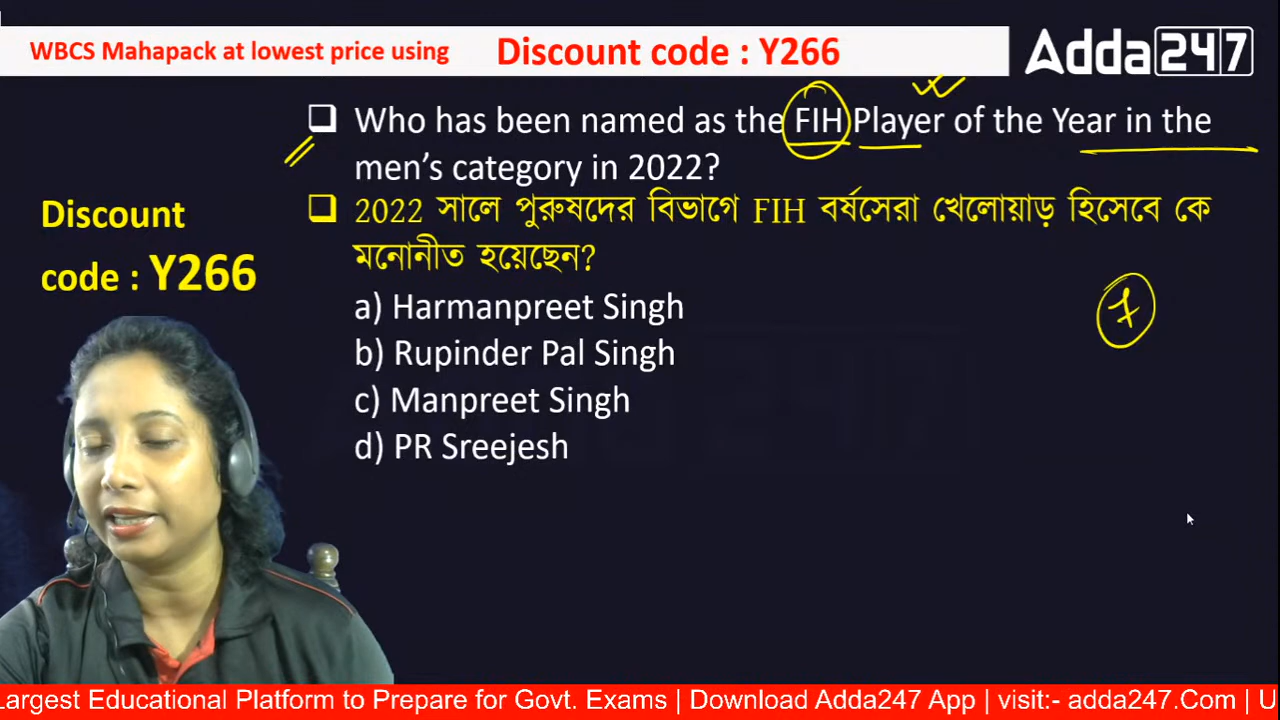 WBCS Mahapack at lowest price using Discount code : Y266 Adda247
Who has been named as the FIH Player of the Year in the
men's category in 2022?
Discount
code : Y266
2022 সালে পুরুষদের বিভাগে FIH বর্ষসেরা খেলোয়াড় হিসেবে কে
মনোনীত হয়েছেন?
a) Harmanpreet Singh
b) Rupinder Pal Singh
c) Manpreet Singh
d) PR Sreejesh
Largest Educational Platform to Prepare for Govt. Exams | Download Adda247 App | visit:- adda247.Com | U